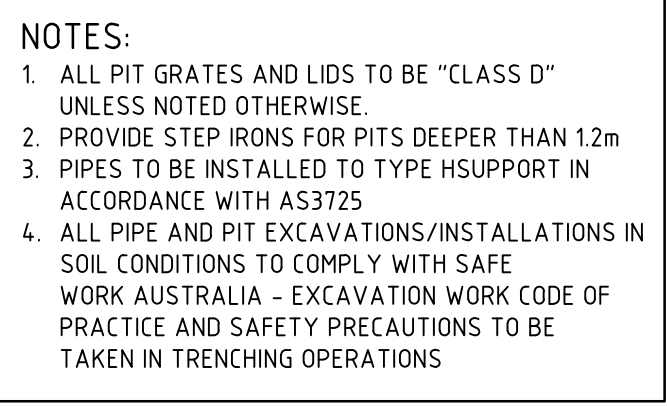 NOTES:
1. ALL PIT GRATES AND LIDS TO BE "CLASS D"
UNLESS NOTED OTHERWISE.
2. PROVIDE STEP IRONS FOR PITS DEEPER THAN 1.2m
3. PIPES TO BE INSTALLED TO TYPE HSUPPORT IN
ACCORDANCE WITH AS3725
4. ALL PIPE AND PIT EXCAVATIONS/INSTALLATIONS IN
SOIL CONDITIONS TO COMPLY WITH SAFE
WORK AUSTRALIA - EXCAVATION WORK CODE OF
PRACTICE AND SAFETY PRECAUTIONS TO BE
TAKEN IN TRENCHING OPERATIONS